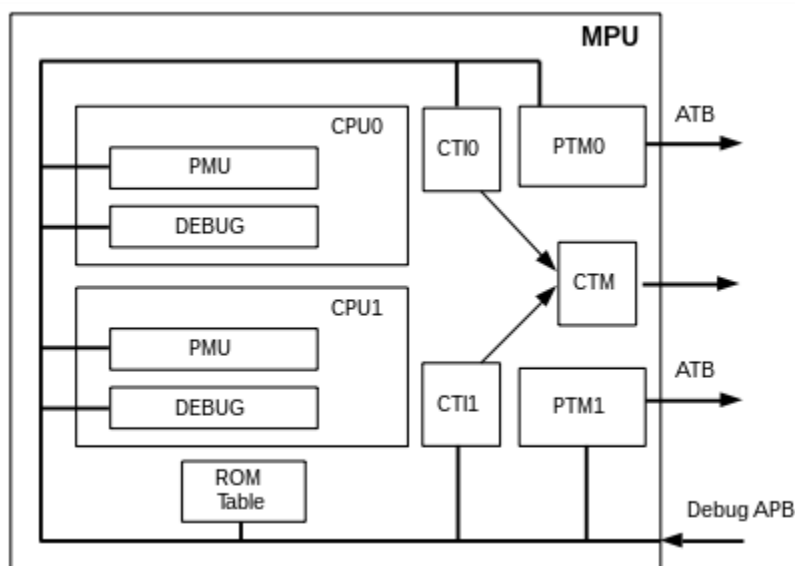 MPU
CPU0
PMU
DEBUG
CTI0
PTM0
ATB
CTM
CPU1
PMU
DEBUG
CTI1
PTM1
ATB
ROM
Table
Debug APB